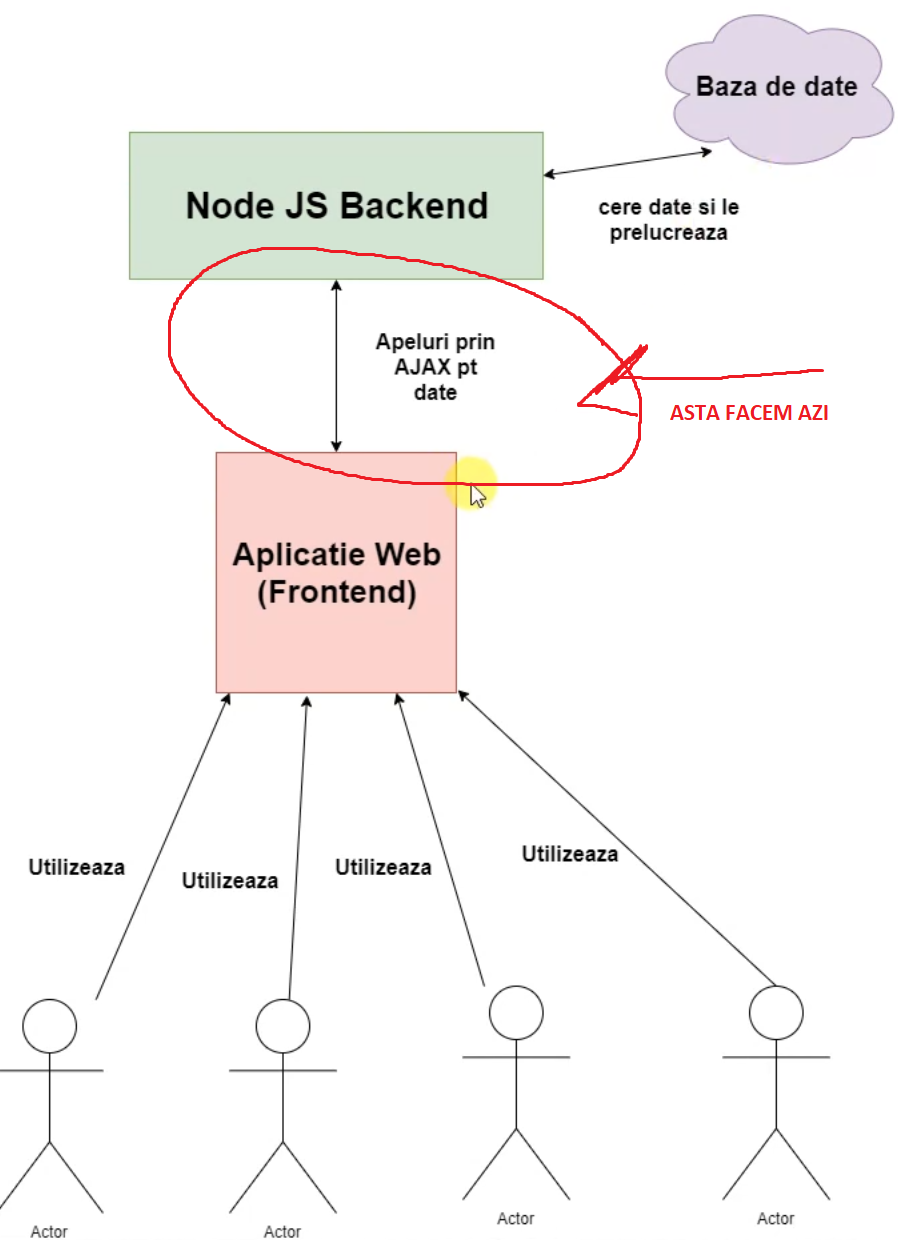 Baza de date
Node JS Backend
cere date si le
prelucreaza
Apeluri prin
AJAX pt
date
ASTA FACEM AZI
Aplicatie Web
(Frontend)
Utilizeaza
Utilizeaza
Utilizeaza
Utilizeaza
Actor
Actor
Actor
Actor